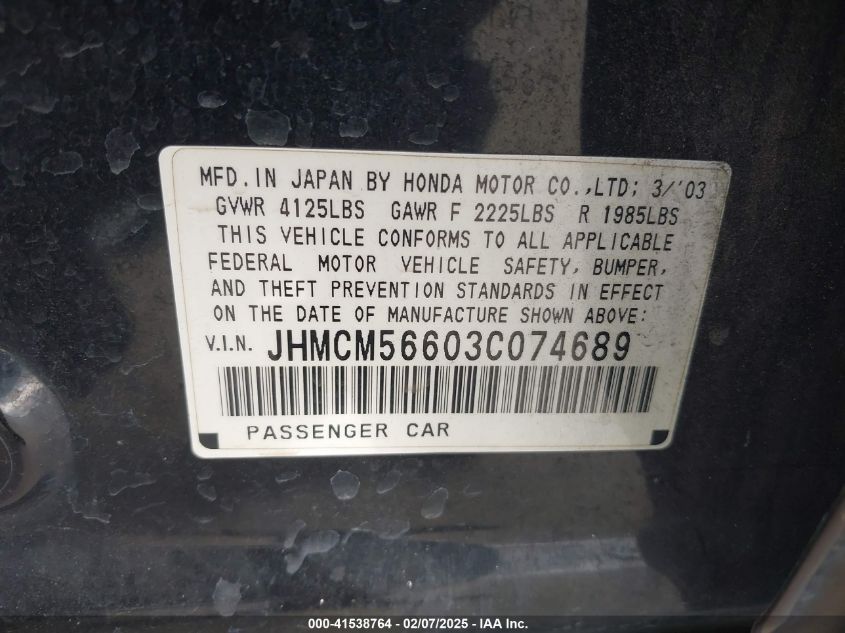 MFD. IN JAPAN BY HONDA MOTOR CO.,LTD; 3/'03
GVWR 4125LBS GAWR F 2225LBS R 1985LBS
THIS VEHICLE CONFORMS TO ALL APPLICABLE
FEDERAL MOTOR VEHICLE SAFETY, BUMPER,
AND THEFT PREVENTION STANDARDS IN EFFECT
ON THE DATE OF MANUFACTURE SHOWN ABOVE:
V.I.N. JHMCM56603C074689
PASSENGER CAR
000-41538764 - 02/07/2025 - IAA Inc.